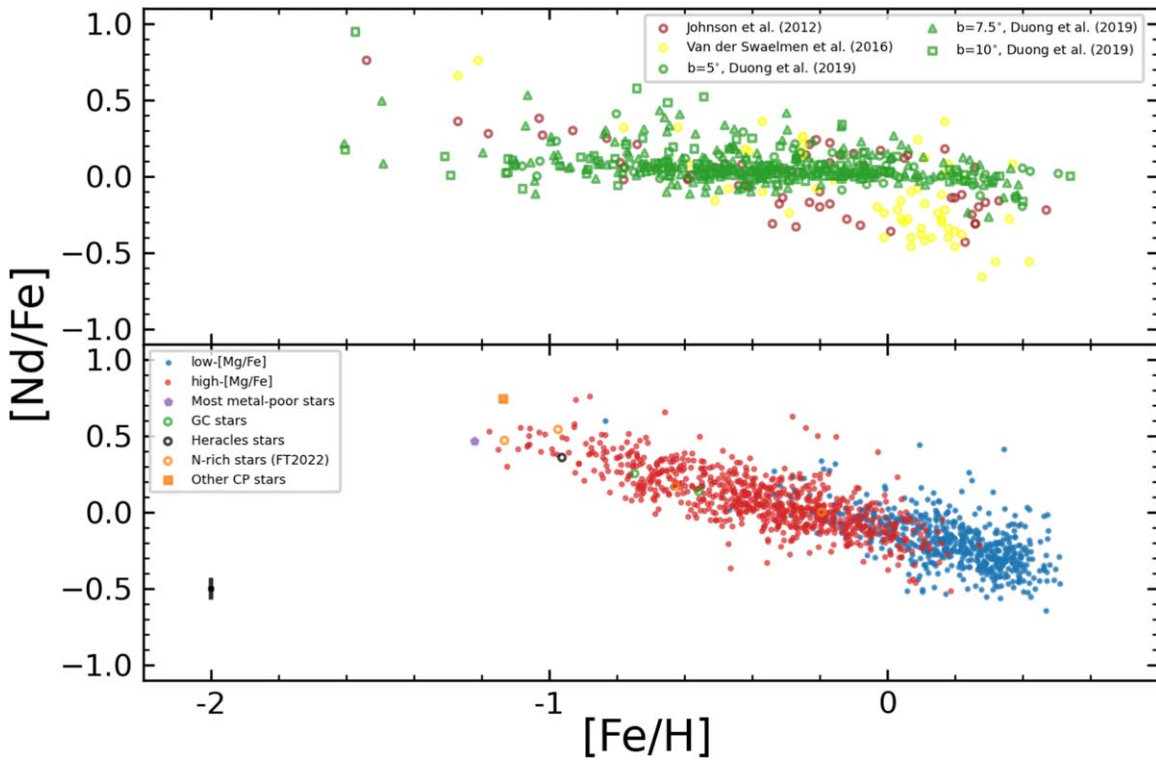 1.0
0.5
0.0
−0.5
−1.0
Johnson et al. (2012)
Van der Swaelmen et al. (2016)
b=5°, Duong et al. (2019)
b=7.5°, Duong et al. (2019)
b=10°, Duong et al. (2019)
[Nd/Fe]
1.0
0.5
0.0
−0.5
−1.0
low-[Mg/Fe]
high-[Mg/Fe]
Most metal-poor stars
GC stars
Heracles stars
N-rich stars (FT2022)
Other CP stars
-2
-1
0
[Fe/H]